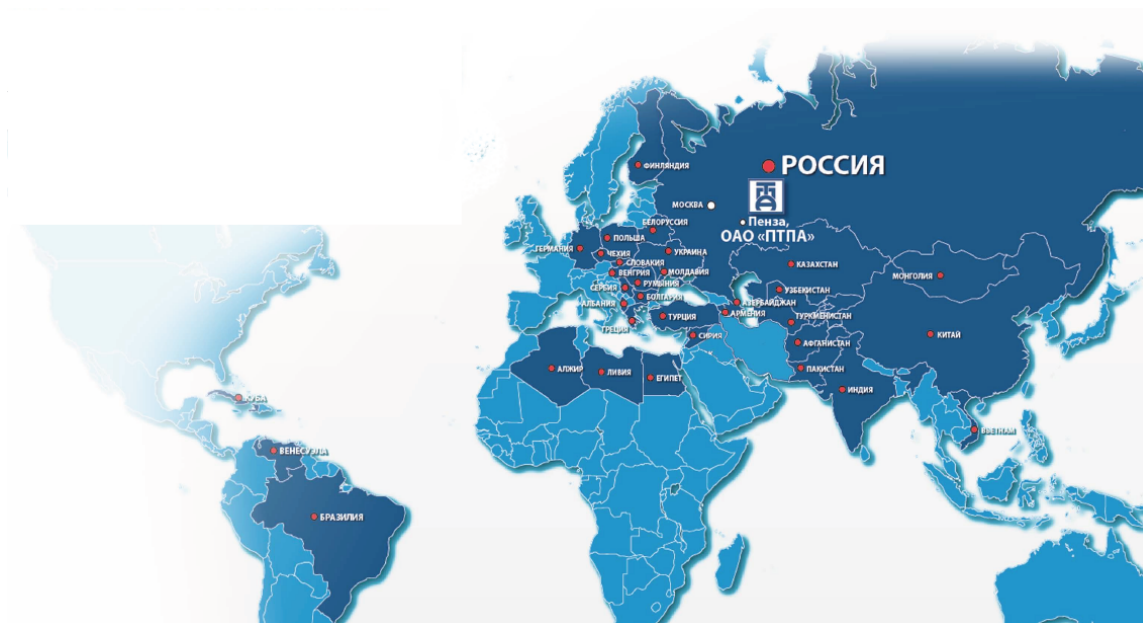 ФИНЛЯНДИЯ
РОССИЯ
МОСКВА
Пенза,
ОАО «ПТПА»
БЕЛОРУССИЯ
ПОЛЬША
ГЕРМАНИЯ
ЧЕХИЯ
УКРАИНА
СЛОВАКИЯ
КАЗАХСТАН
ВЕНГРИЯ
МОЛДАВИЯ
МОНГОЛИЯ
РУМЫНИЯ
СЕРБИЯ
УЗБЕКИСТАН
БОЛГАРИЯ
АЛБАНИЯ
АЗЕРБАЙДЖАН
АРМЕНИЯ
ТУРЦИЯ
ТУРКМЕНИСТАН
ГРЕЦИЯ
СИРИЯ
КИТАЙ
АФГАНИСТАН
АЛЖИР
ЛИВИЯ
ЕГИПЕТ
ПАКИСТАН
ИНДИЯ
КУБА
ВЬЕТНАМ
ВЕНЕСУЭЛА
БРАЗИЛИЯ